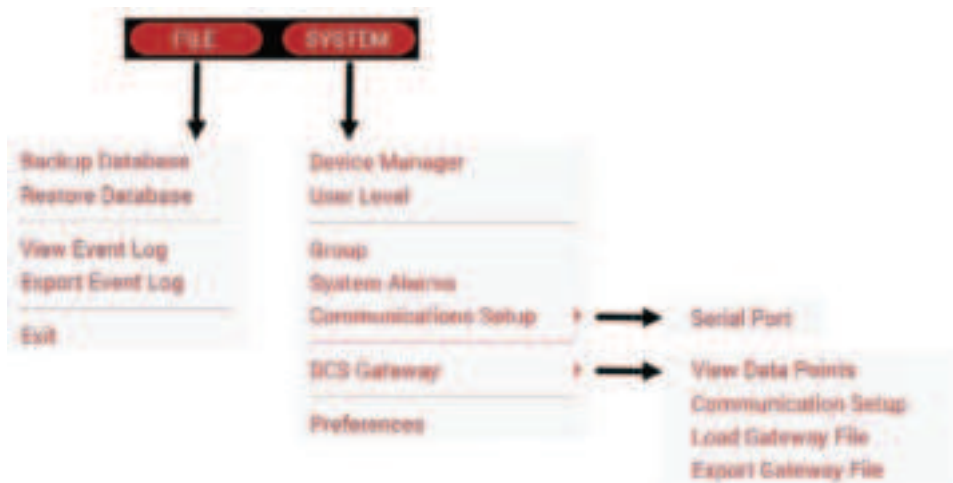 FILE
SYSTEM
Backup Database
Restore Database
View Event Log
Export Event Log
Exit
Device Manager
User Level
Group
System Alarms
Communications Setup
Serial Port
BCS Gateway
View Data Points
Communication Setup
Load Gateway File
Export Gateway File
Preferences